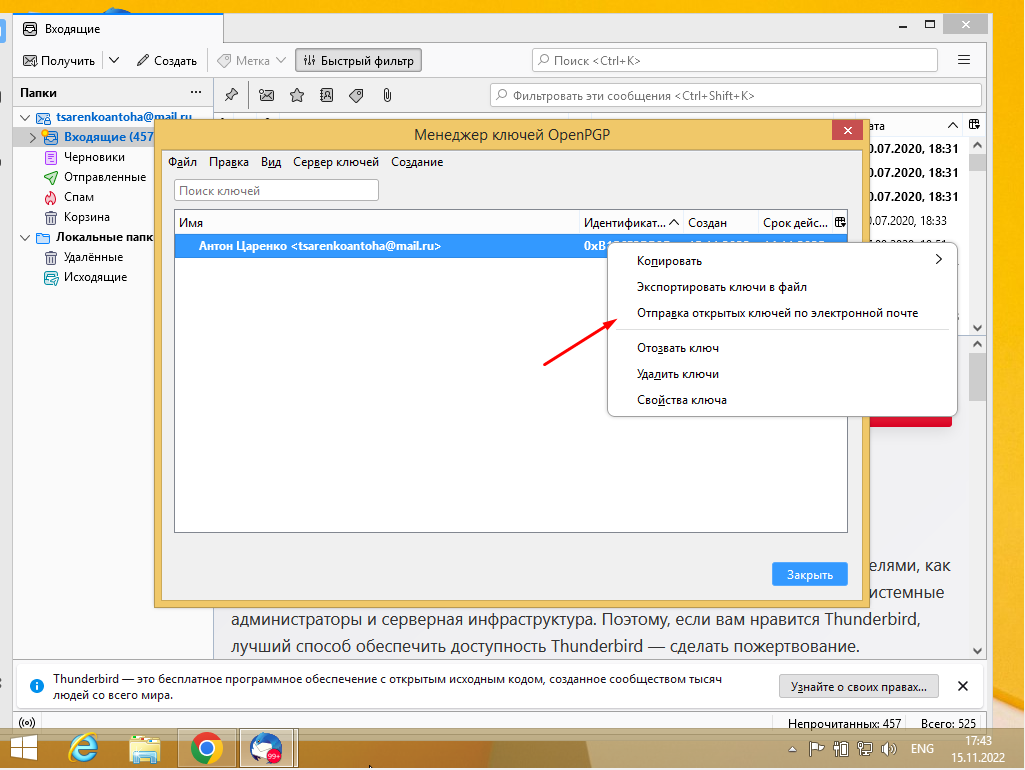 Входящие
Получить
Создать
Метка
Быстрый фильтр
Поиск <Ctrl+K>
Папки
Фильтровать эти сообщения <Ctrl+Shift+K>
tsarenkoantoha@mail.ru
Входящие (457
Черновики
Отправленные
Спам
Корзина
Локальные папк
Удалённые
Исходящие
Менеджер ключей OpenPGP
Файл Правка Вид Сервер ключей Создание
Поиск ключей
Имя Идентификат... Создан Срок дейс...
Антон Царенко <tsarenkoantoha@mail.ru>
Копировать
Экспортировать ключи в файл
Отправка открытых ключей по электронной почте
Отозвать ключ
Удалить ключи
Свойства ключа
Закрыть
ата
0.07.2020, 18:31
0.07.2020, 18:31
0.07.2020, 18:31
0.07.2020, 18:33
елями, как
истемные
администраторы и серверная инфраструктура. Поэтому, если вам нравится Thunderbird,
лучший способ обеспечить доступность Thunderbird — сделать пожертвование.
Thunderbird — это бесплатное программное обеспечение с открытым исходным кодом, созданное сообществом тысяч
людей со всего мира.
Узнайте о своих правах...
Непрочитанных: 457 Всего: 525
99+
ENG
17:43
15.11.2022